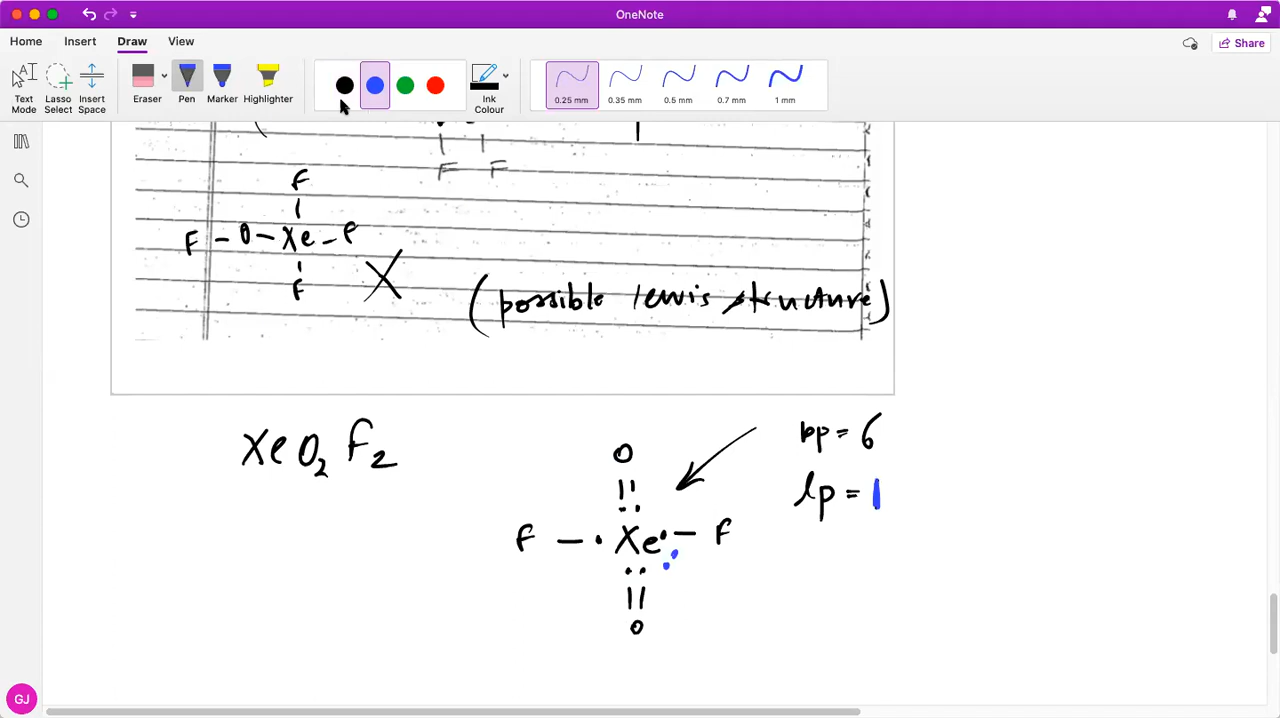 OneNote
Home Insert Draw View
Share
Text Mode
Lasso Select
Insert Space
Eraser
Pen
Marker
Highlighter
Ink Colour
0.25 mm
0.35 mm
0.5 mm
0.7 mm
1 mm
F F
F
F - O - Xe - F
F
X
(possible lewis structure)
XeO2F2
O
bp = 6
lp = 1
F - Xe - F
O
GJ